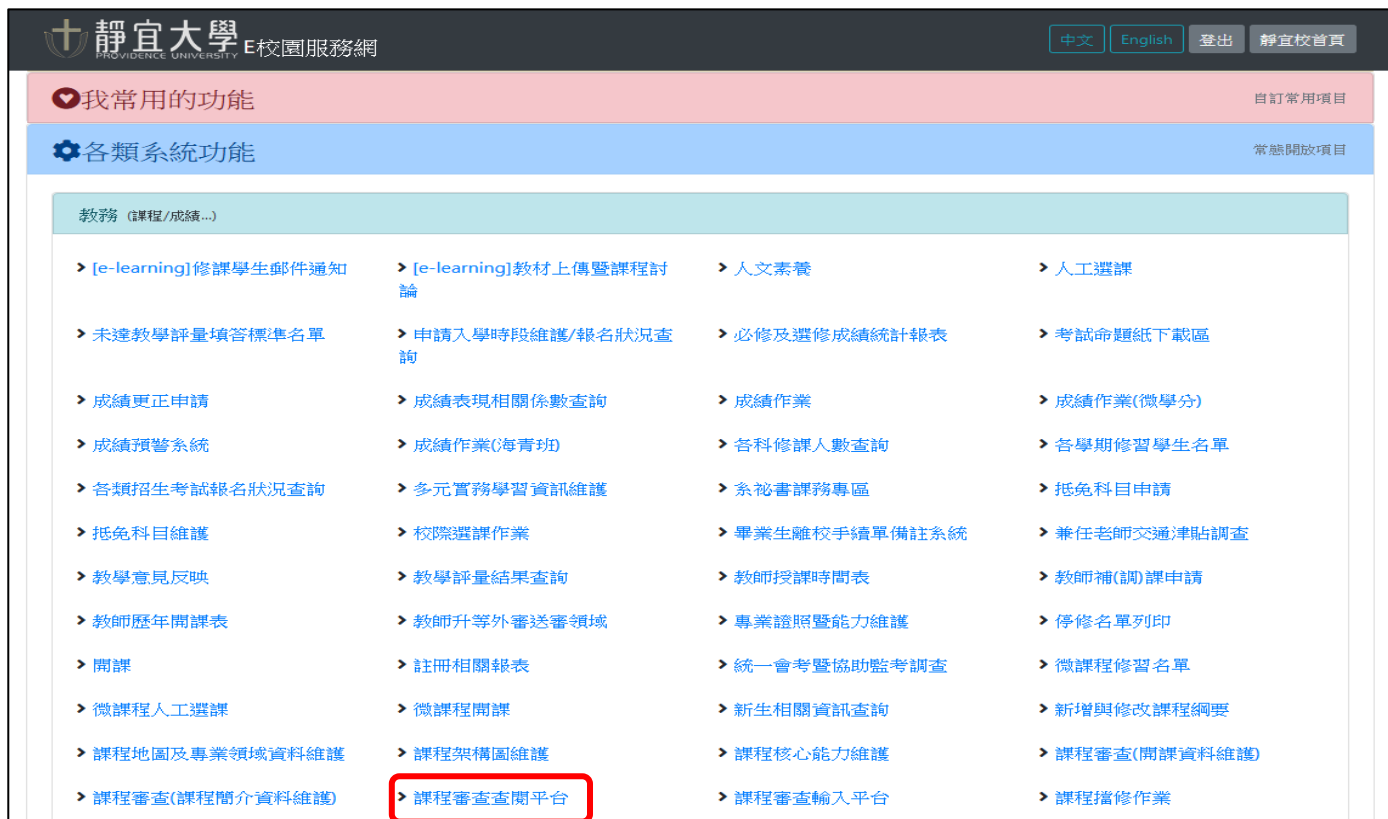 靜宜大學 E校園服務網
PROVIDENCE UNIVERSITY
中文 English 登出 靜宜校首頁
我常用的功能 自訂常用項目
各類系統功能 常態開放項目
教務 (課程/成績...)
[e-learning]修課學生郵件通知 [e-learning]教材上傳暨課程討 人文素養 人工選課
論
未達教學評量填答標準名單 申請入學時段維護/報名狀況查 必修及選修成績統計報表 考試命題紙下載區
詢
成績更正申請 成績表現相關係數查詢 成績作業 成績作業(微學分)
成績預警系統 成績作業(海青班) 各科修課人數查詢 各學期修習學生名單
各類招生考試報名狀況查詢 多元實務學習資訊維護 系祕書課務專區 抵免科目申請
抵免科目維護 校際選課作業 畢業生離校手續單備註系統 兼任老師交通津貼調查
教學意見反映 教學評量結果查詢 教師授課時間表 教師補(調)課申請
教師歷年開課表 教師升等外審送審領域 專業證照暨能力維護 停修名單列印
開課 註冊相關報表 統一會考暨協助監考調查 微課程修習名單
微課程人工選課 微課程開課 新生相關資訊查詢 新增與修改課程綱要
課程地圖及專業領域資料維護 課程架構圖維護 課程核心能力維護 課程審查(開課資料維護)
課程審查(課程簡介資料維護) 課程審查查閱平台 課程審查輸入平台 課程擋修作業